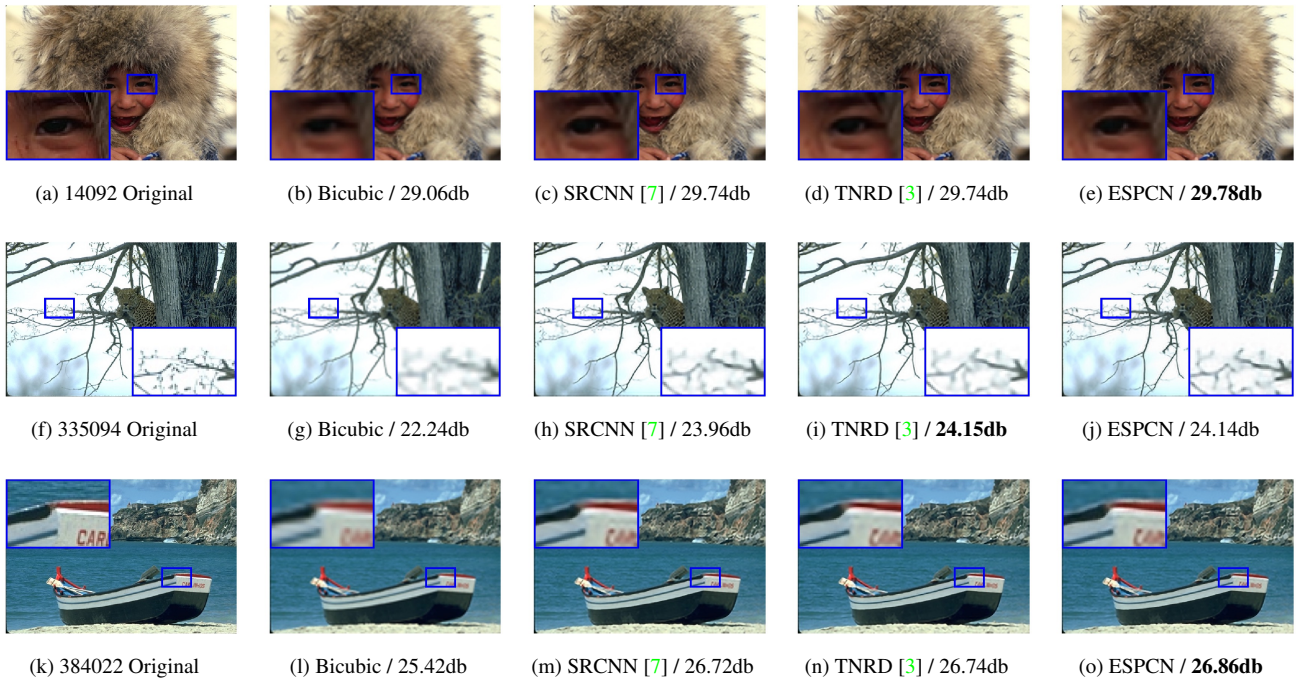 (a) 14092 Original
(b) Bicubic / 29.06db
(c) SRCNN [7] / 29.74db
(d) TNRD [3] / 29.74db
(e) ESPCN / 29.78db
(f) 335094 Original
(g) Bicubic / 22.24db
(h) SRCNN [7] / 23.96db
(i) TNRD [3] / 24.15db
(j) ESPCN / 24.14db
CAR
(k) 384022 Original
(l) Bicubic / 25.42db
(m) SRCNN [7] / 26.72db
(n) TNRD [3] / 26.74db
(o) ESPCN / 26.86db